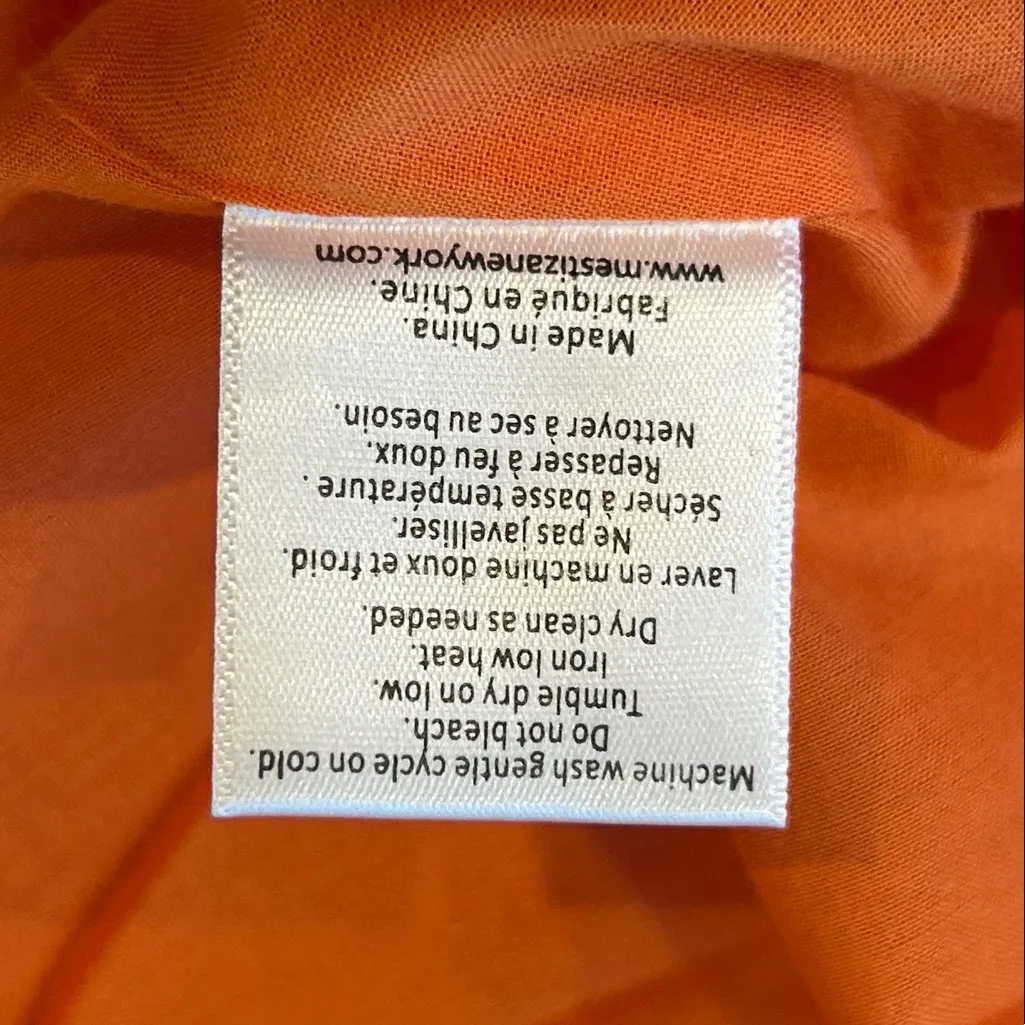 Machine wash gentle cycle on cold.
Do not bleach.
Tumble dry on low.
Iron low heat.
Dry clean as needed.
Laver en machine doux et froid.
Ne pas javelliser.
Sécher à basse température .
Repasser à feu doux.
Nettoyer à sec au besoin.
Made in China.
Fabriqué en Chine.
www.mestizanewyork.com